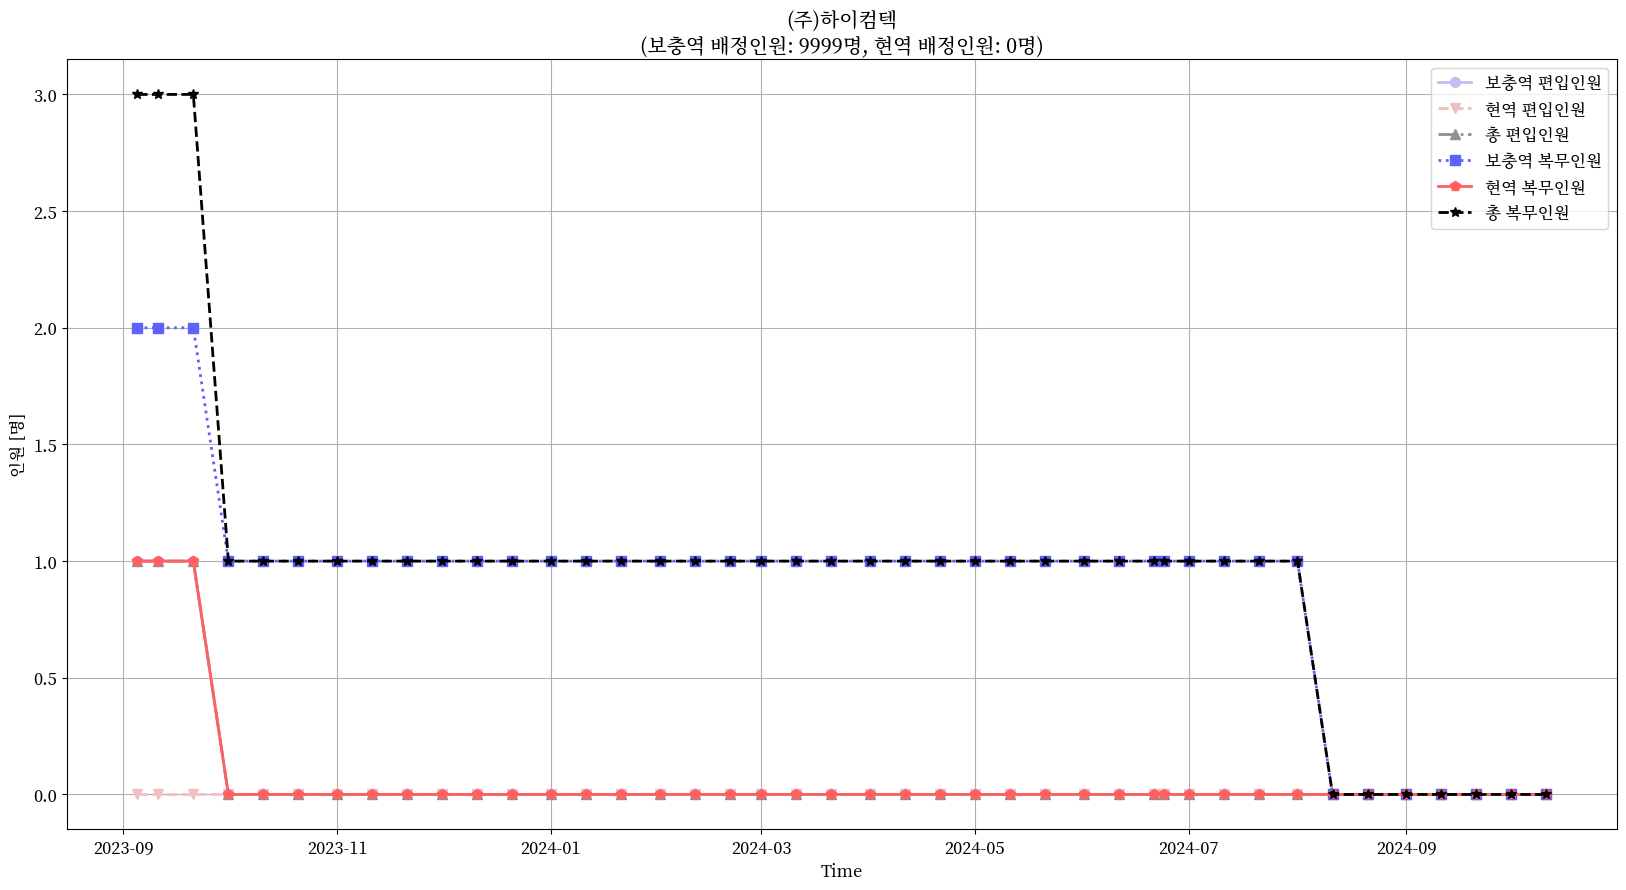 (주)하이컴텍
(보충역 배정인원: 9999명, 현역 배정인원: 0명)
보충역 편입인원
현역 편입인원
총 편입인원
보충역 복무인원
현역 복무인원
총 복무인원
3.0
2.5
2.0
1.5
1.0
0.5
0.0
인원 [명]
2023-09 2023-11 2024-01 2024-03 2024-05 2024-07 2024-09
Time